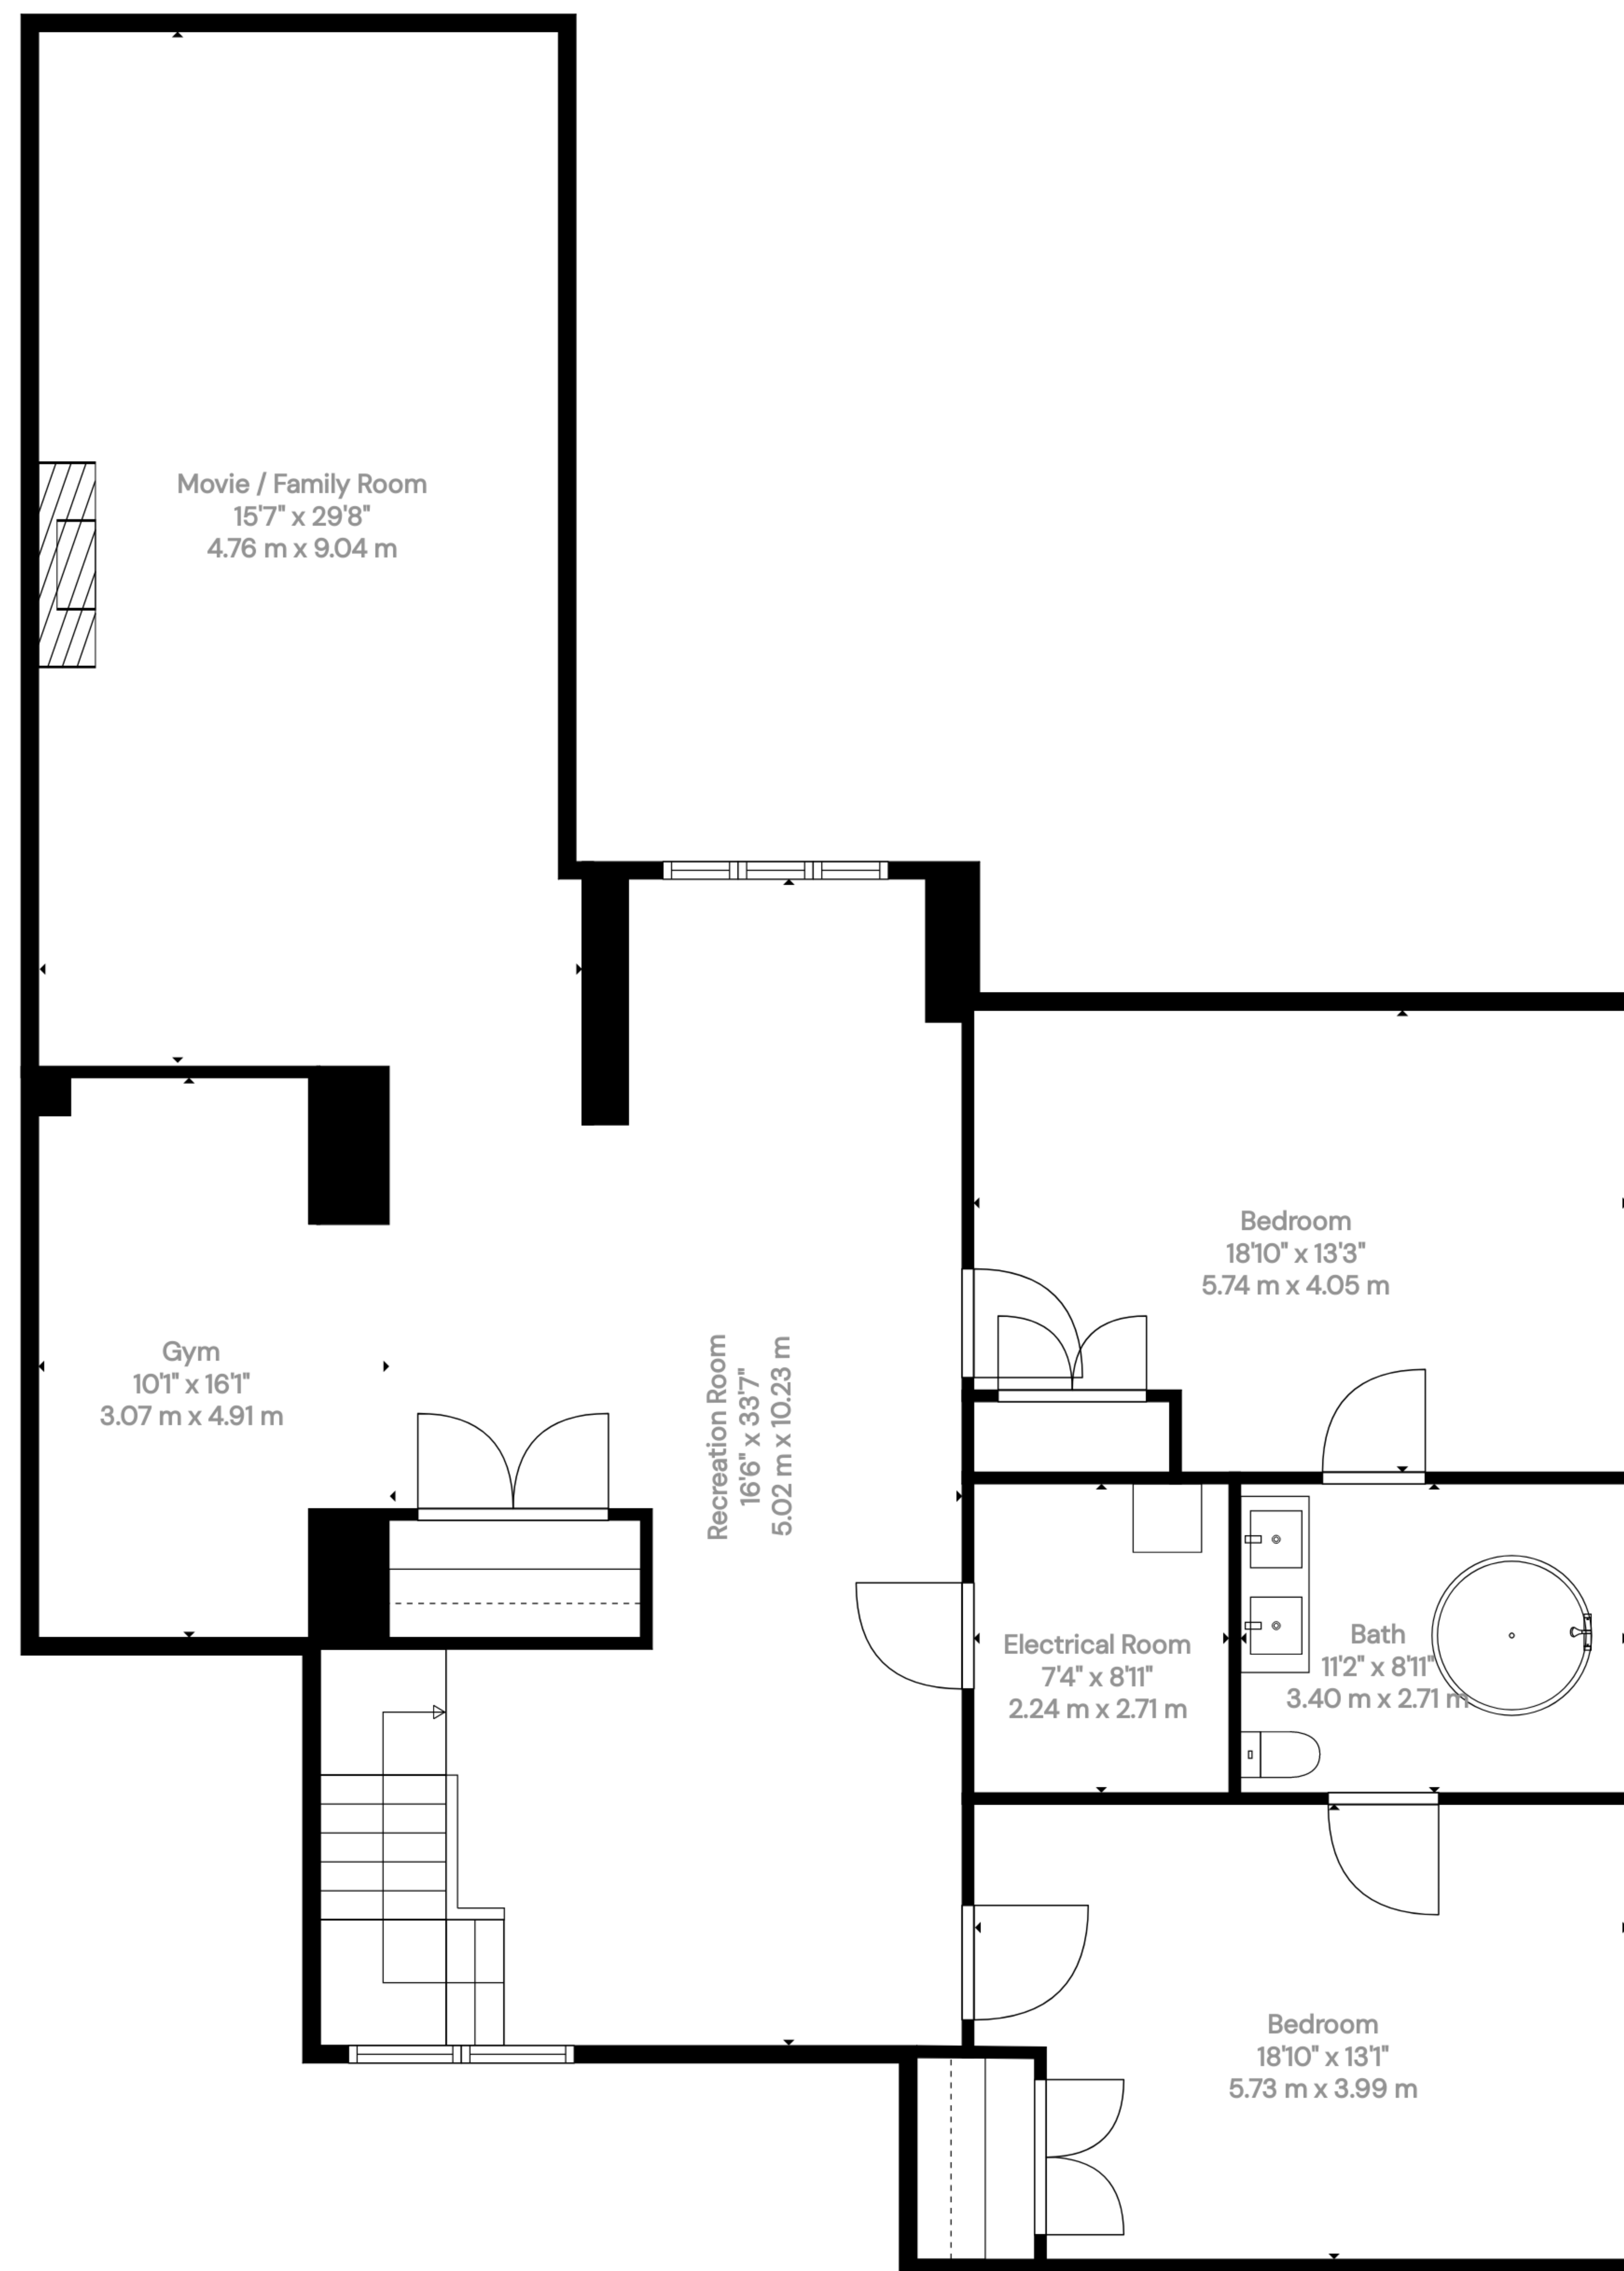 Movie / Family Room
15'7" x 29'8"
4.76 m x 9.04 m
Bedroom
18'10" x 13'3"
5.74 m x 4.05 m
Gym
10'1" x 16'1"
3.07 m x 4.91 m
Recreation Room
16'6" x 33'7"
5.02 m x 10.23 m
Electrical Room
7'4" x 8'11"
2.24 m x 2.71 m
Bath
11'2" x 8'11"
3.40 m x 2.71 m
Bedroom
18'10" x 13'1"
5.73 m x 3.99 m